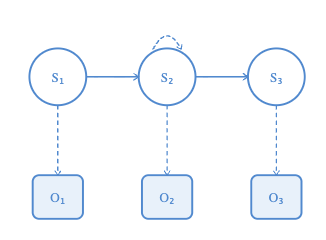 S₁ S₂ S₃
O₁ O₂ O₃